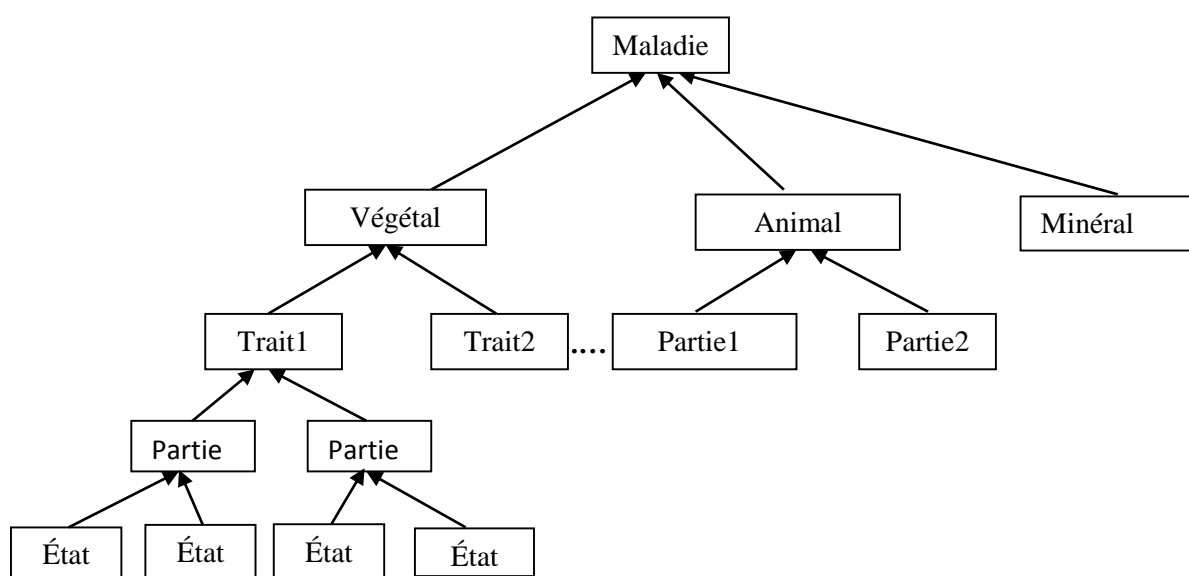 Maladie
Végétal
Animal
Minéral
Trait1
Trait2
....
Partie1
Partie2
Partie
Partie
État
État
État
État